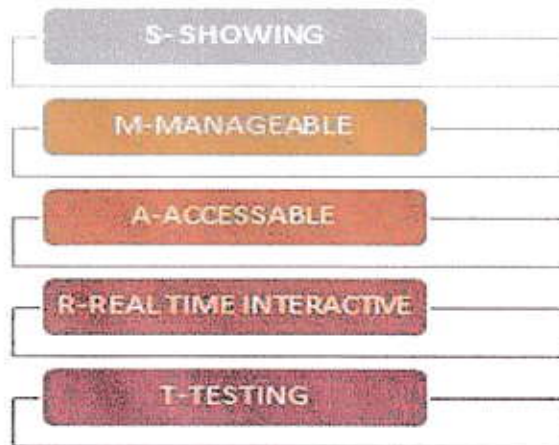 S- SHOWING
M-MANAGEABLE
A-ACCESSABLE
R-REAL TIME INTERACTIVE
T-TESTING